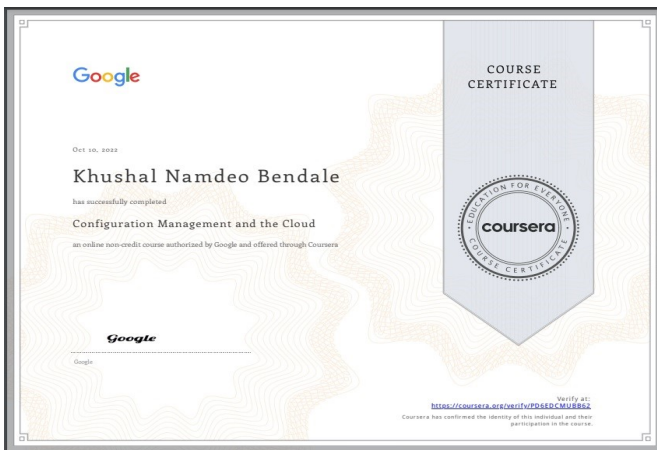 Google
COURSE
CERTIFICATE
Oct 10, 2022
Khushal Namdeo Bendale
has successfully completed
Configuration Management and the Cloud
an online non-credit course authorized by Google and offered through Coursera
EDUCATION FOR EVERYONE
coursera
COURSE CERTIFICATE
Google
Google
Verify at:
https://coursera.org/verify/PD6EDCMUBB62
Coursera has confirmed the identity of this individual and their
participation in the course.